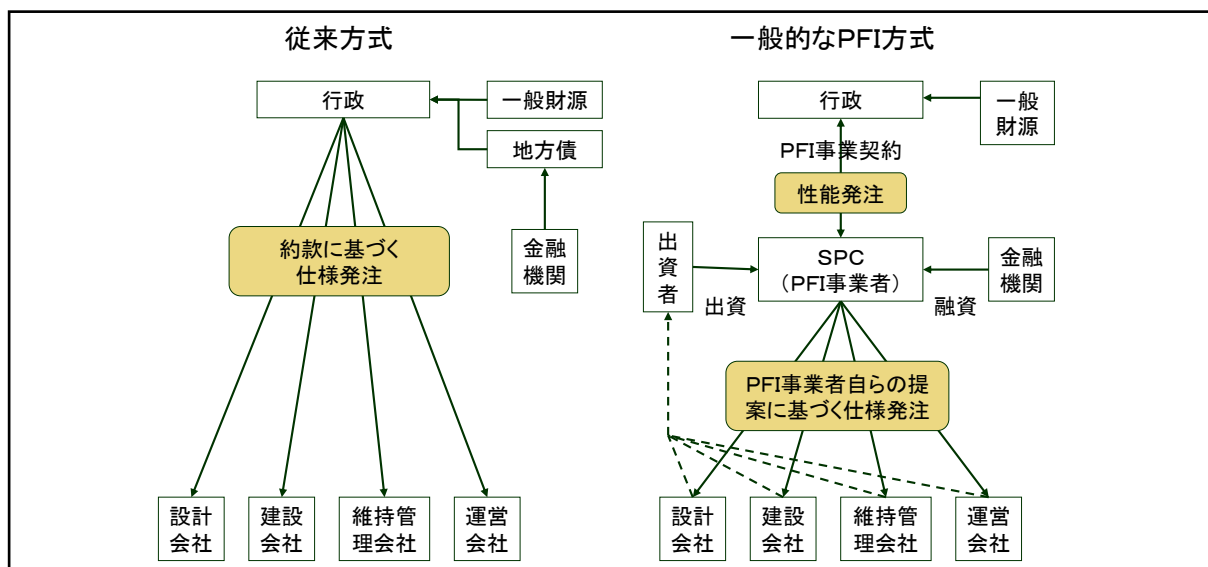 従来方式
行政
一般財源
地方債
金融
機関
約款に基づく
仕様発注
設計
会社
建設
会社
維持管
理会社
運営
会社
一般的なPFI方式
行政
一般
財源
PFI事業契約
性能発注
出
資
者
出資
SPC
(PFI事業者)
融資
金融
機関
PFI事業者自らの提
案に基づく仕様発注
設計
会社
建設
会社
維持管
理会社
運営
会社